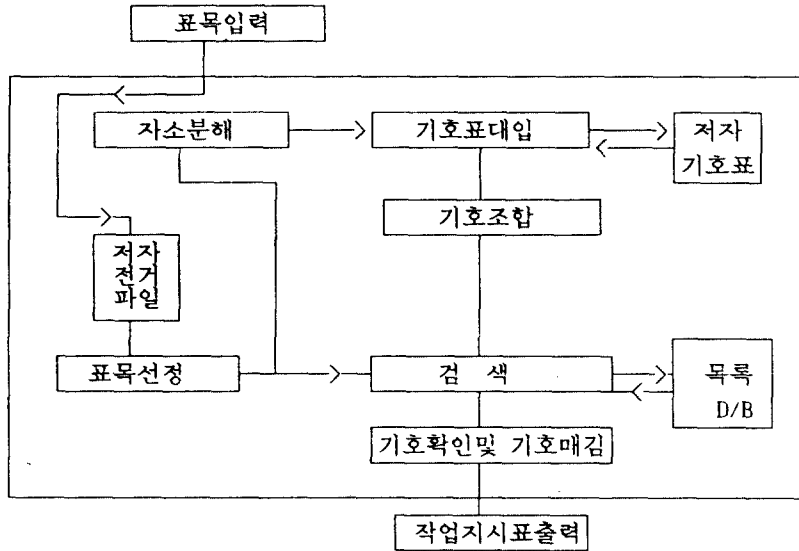 표목입력
자소분해
기호표대입
저자
기호표
기호조합
저자
전거
파일
표목선정
검 색
목록
D/B
기호확인및 기호매김
작업지시표출력